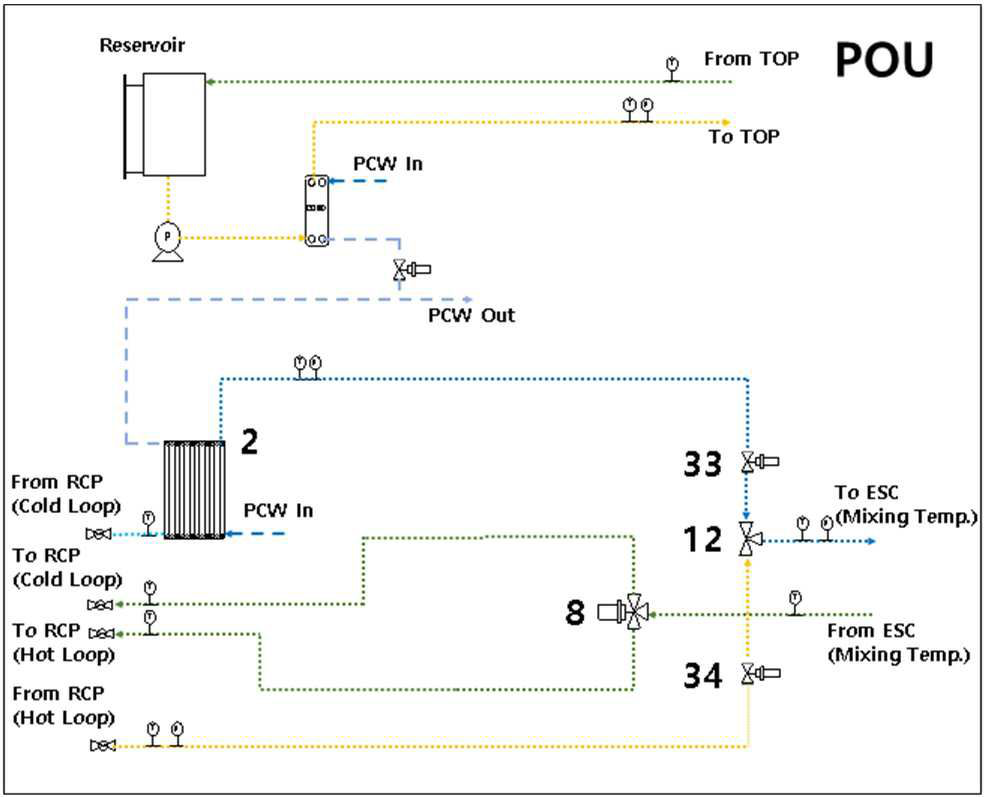 Reservoir
From TOP
POU
To TOP
PCW In
P
PCW Out
2
33
From RCP
(Cold Loop)
PCW In
To ESC
(Mixing Temp.)
12
To RCP
(Cold Loop)
8
To RCP
(Hot Loop)
From ESC
(Mixing Temp.)
34
From RCP
(Hot Loop)